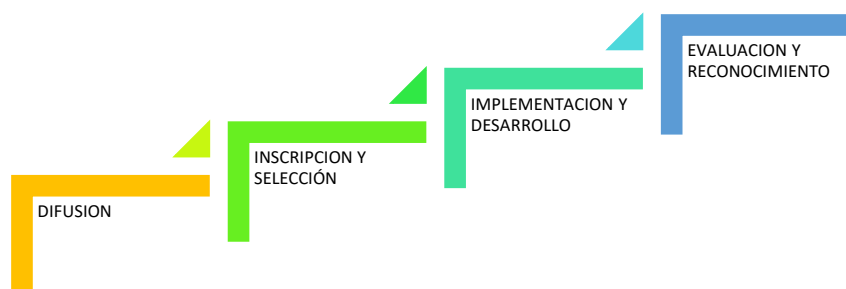 DIFUSION
INSCRIPCION Y
SELECCIÓN
IMPLEMENTACION Y
DESARROLLO
EVALUACION Y
RECONOCIMIENTO